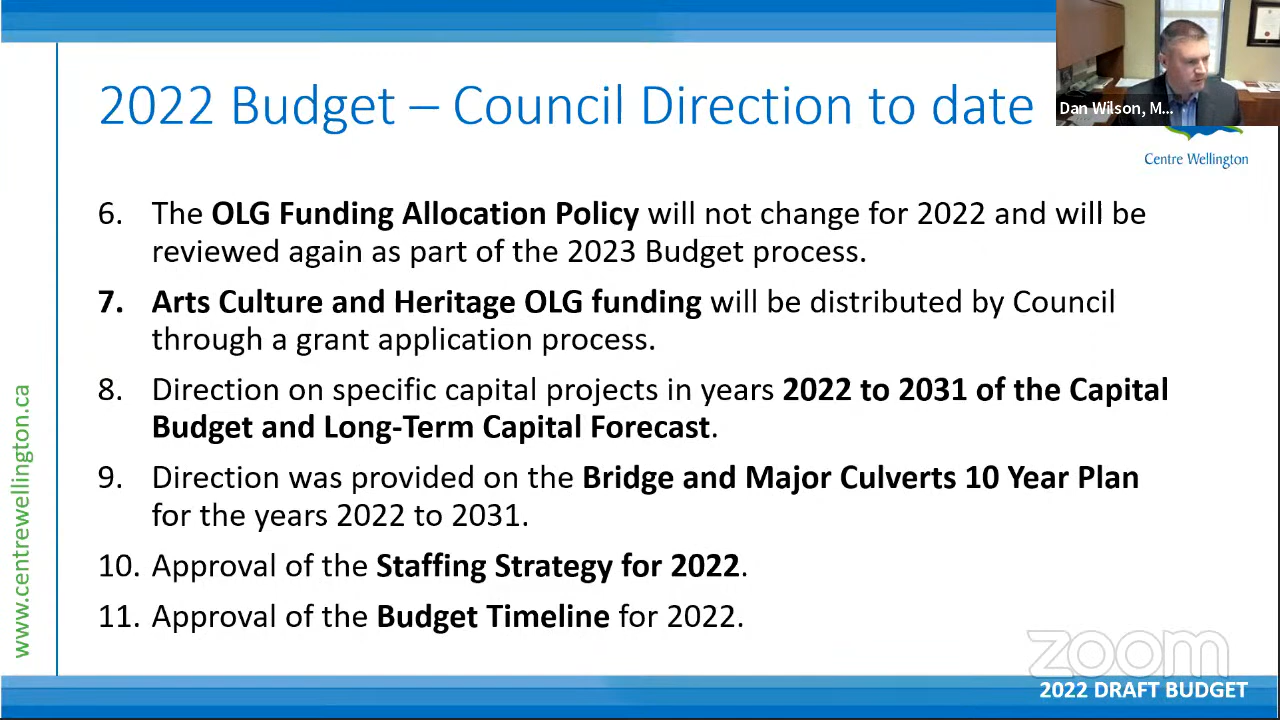 2022 Budget – Council Direction to date
Dan Wilson, M...
Centre Wellington
6. The OLG Funding Allocation Policy will not change for 2022 and will be
reviewed again as part of the 2023 Budget process.
7. Arts Culture and Heritage OLG funding will be distributed by Council
through a grant application process.
8. Direction on specific capital projects in years 2022 to 2031 of the Capital
Budget and Long-Term Capital Forecast.
9. Direction was provided on the Bridge and Major Culverts 10 Year Plan
for the years 2022 to 2031.
10. Approval of the Staffing Strategy for 2022.
11. Approval of the Budget Timeline for 2022.
www.centrewellington.ca
zoom
2022 DRAFT BUDGET